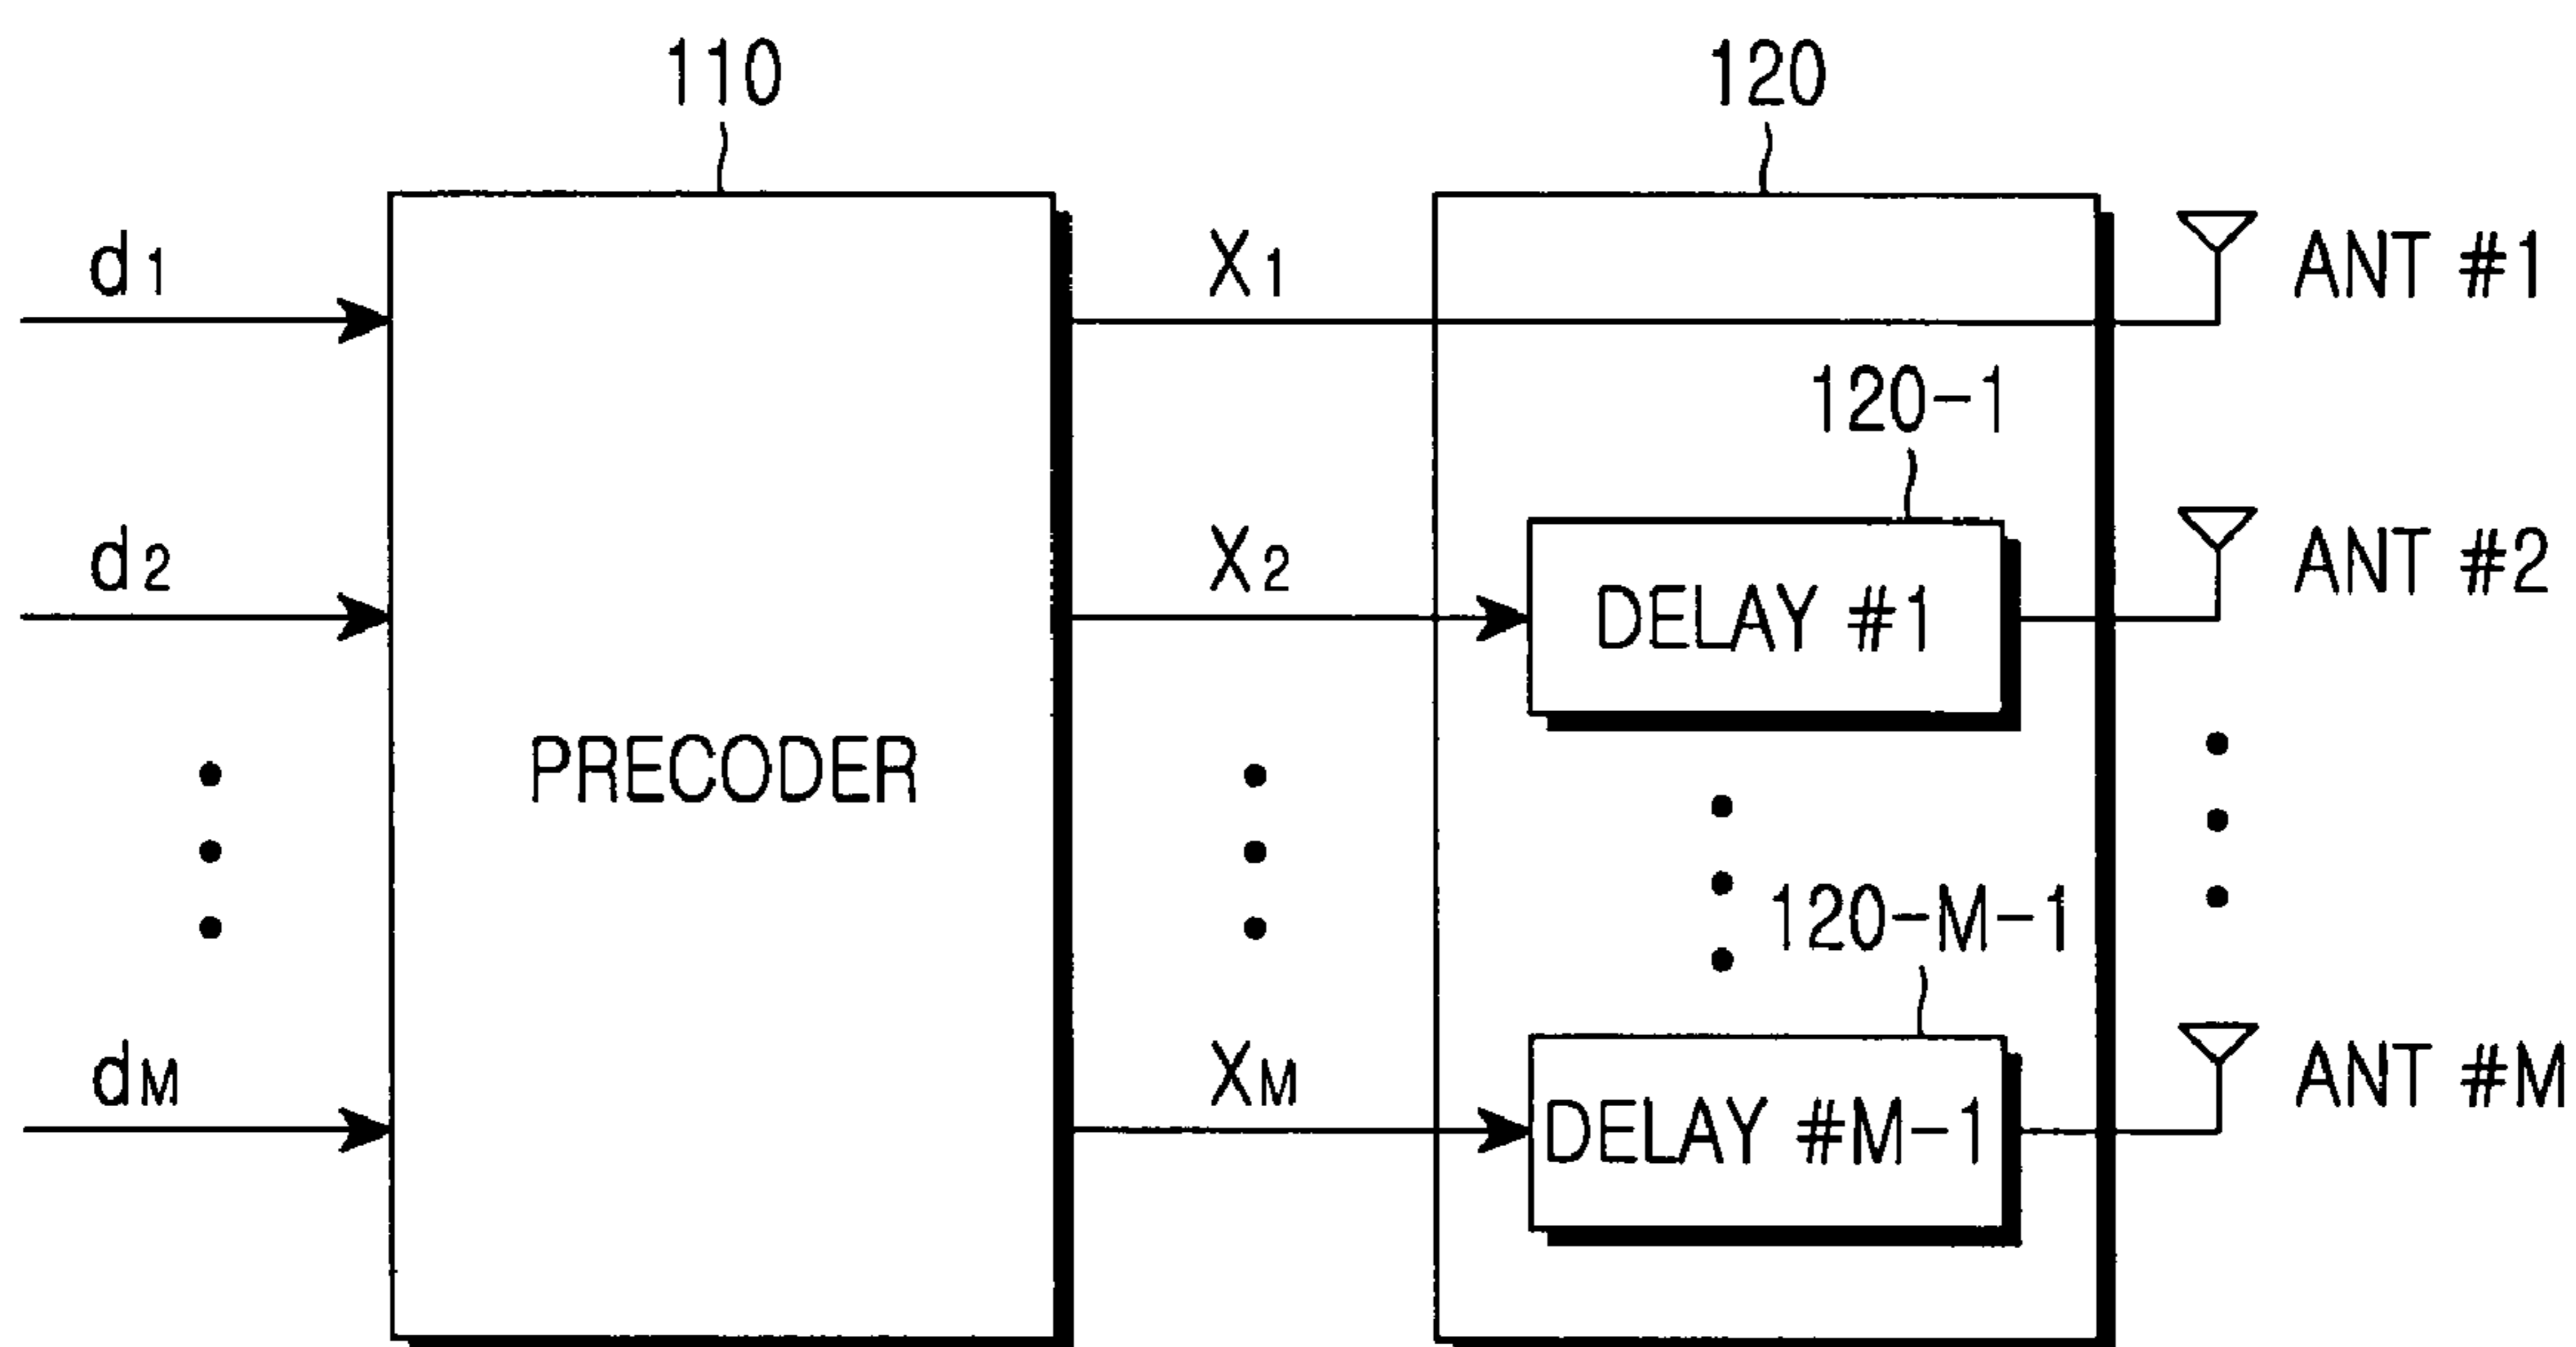 110
120
d1
X1
ANT #1
120-1
d2
X2
DELAY #1
ANT #2
PRECODER
120-M-1
dM
XM
DELAY #M-1
ANT #M